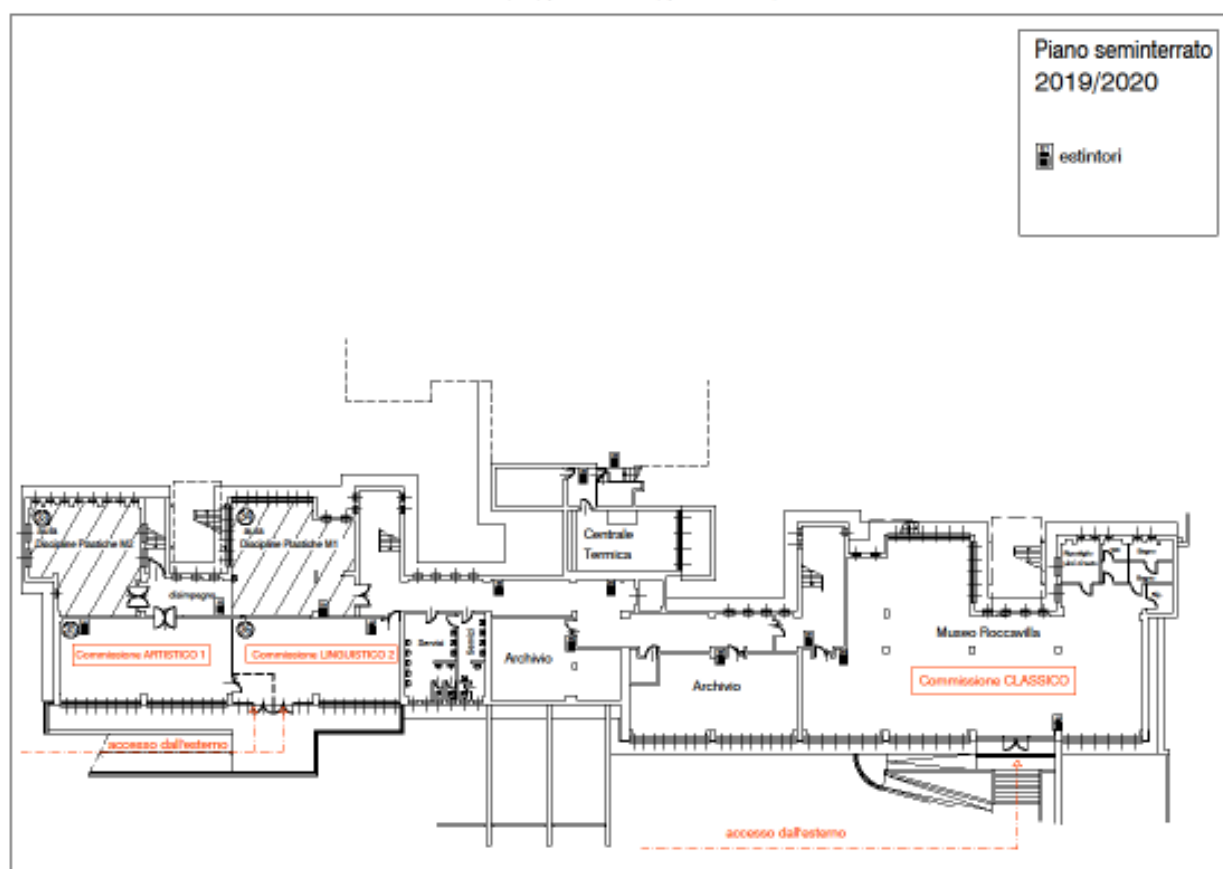 Piano seminterrato
2019/2020
estintori
Centrale
Termica
aula
Discipline Plastiche M2
aula
Discipline Plastiche M1
disimpegno
Commissione ARTISTICO 1
Commissione LINGUISTICO 2
Servizi
Servizi
Archivio
Archivio
Museo Roccavilla
Commissione CLASSICO
Bagno
accesso dall'esterno
accesso dall'esterno